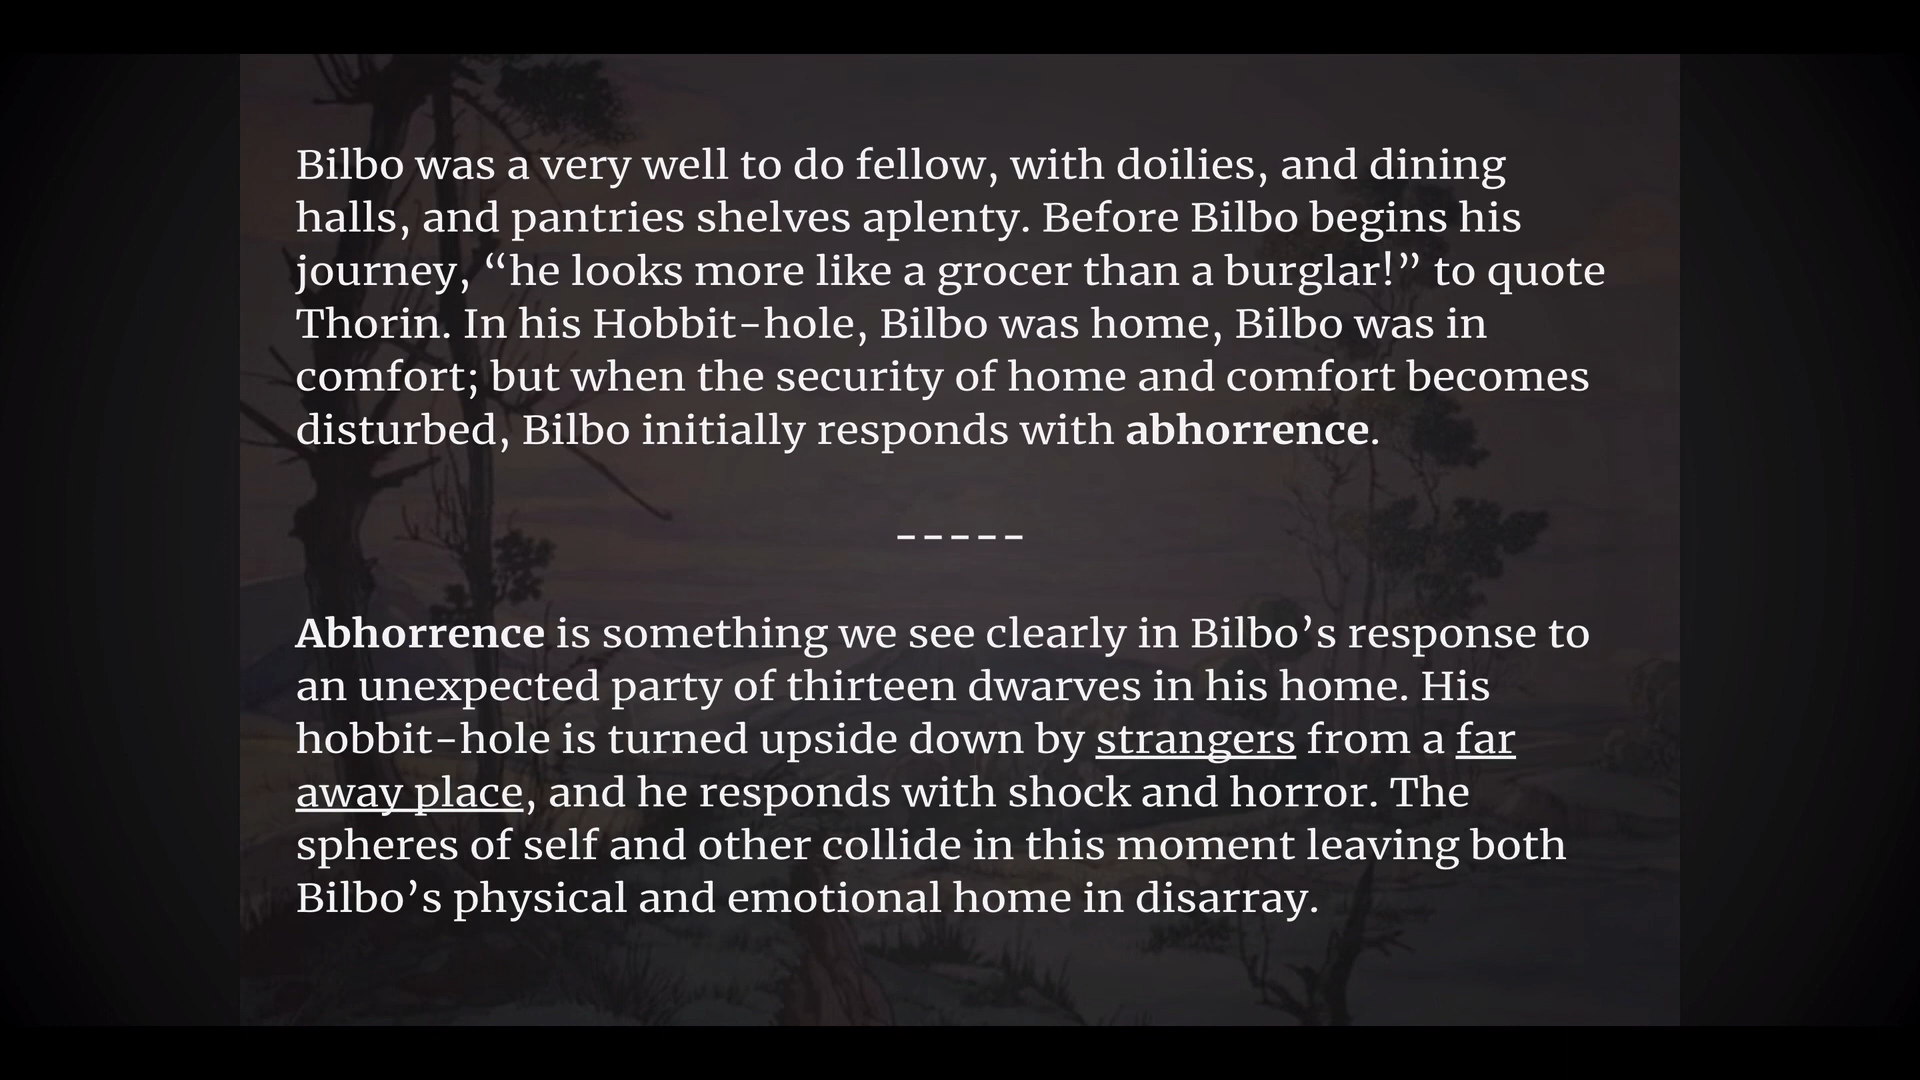 Bilbo was a very well to do fellow, with doilies, and dining
halls, and pantries shelves aplenty. Before Bilbo begins his
journey, “he looks more like a grocer than a burglar!” to quote
Thorin. In his Hobbit-hole, Bilbo was home, Bilbo was in
comfort; but when the security of home and comfort becomes
disturbed, Bilbo initially responds with abhorrence.
-----
Abhorrence is something we see clearly in Bilbo’s response to
an unexpected party of thirteen dwarves in his home. His
hobbit-hole is turned upside down by strangers from a far
away place, and he responds with shock and horror. The
spheres of self and other collide in this moment leaving both
Bilbo’s physical and emotional home in disarray.